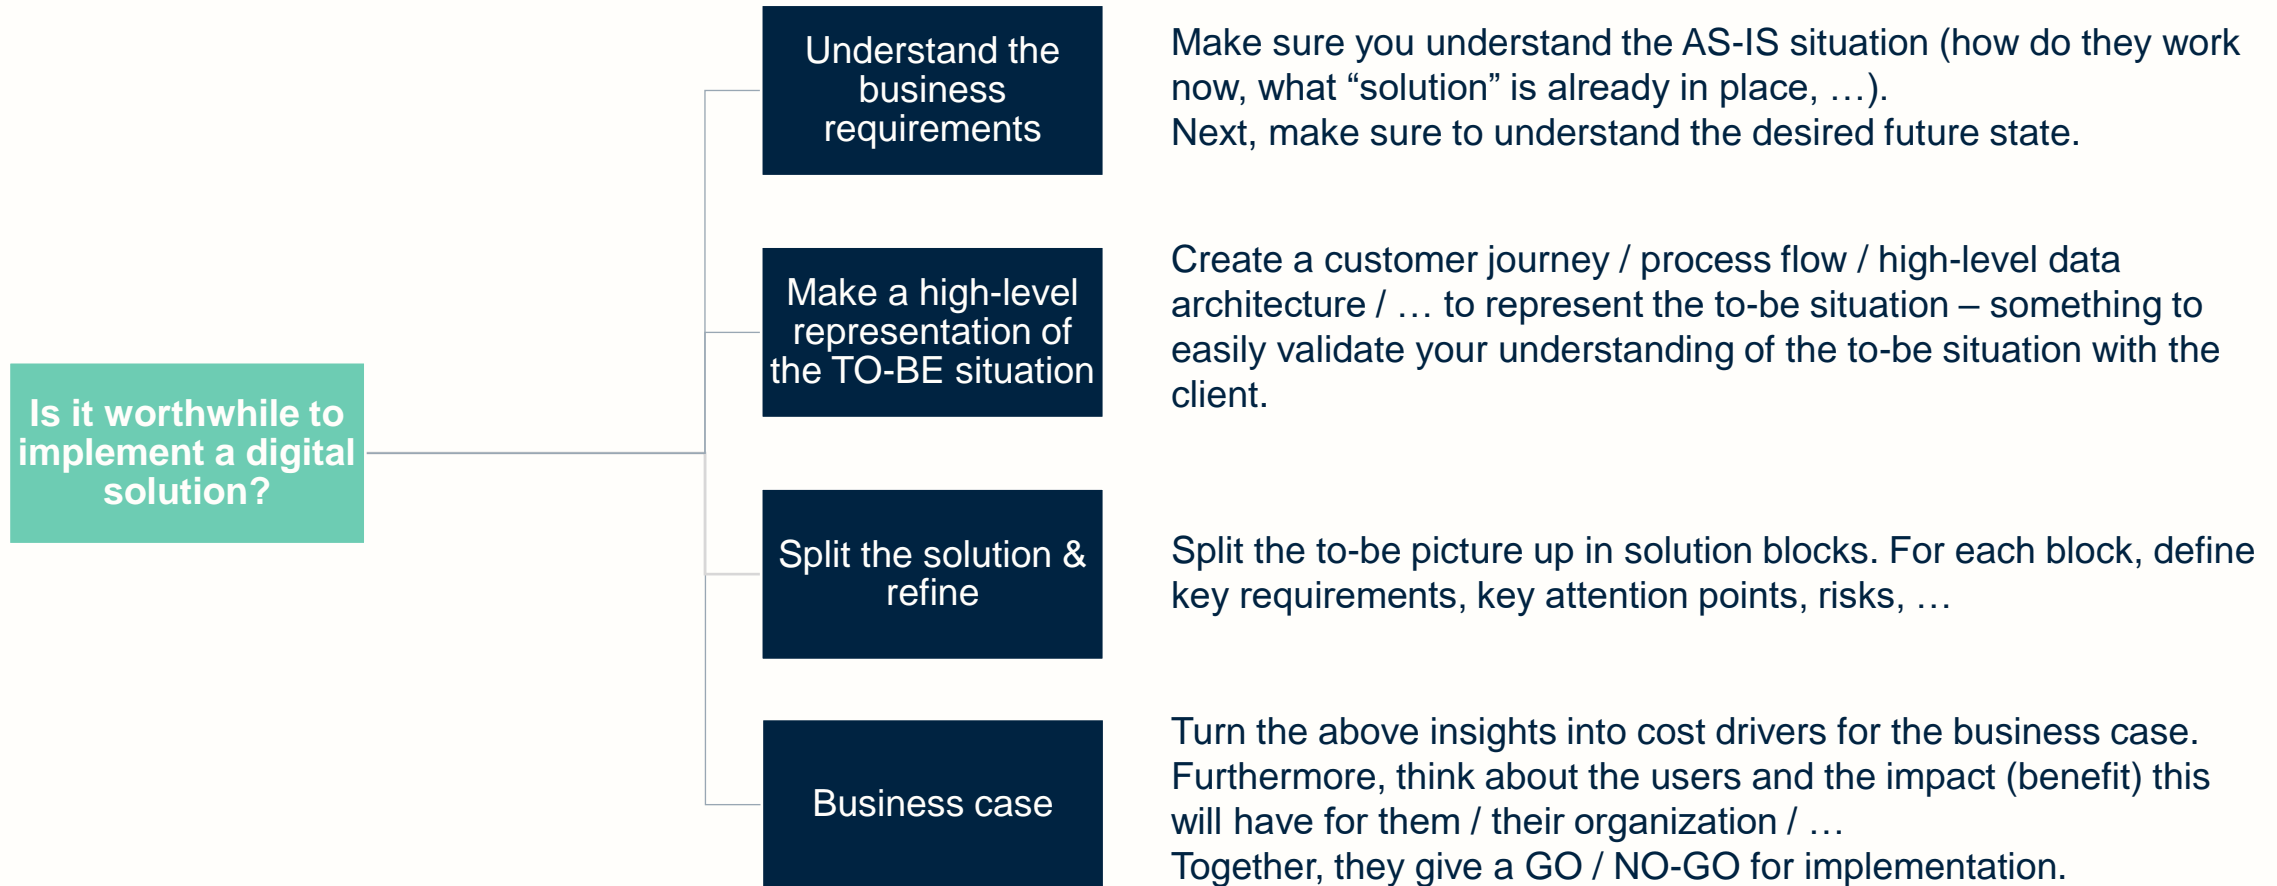 Is it worthwhile to
implement a digital
solution?
Understand the
business
requirements
Make sure you understand the AS-IS situation (how do they work
now, what “solution” is already in place, …).
Next, make sure to understand the desired future state.
Make a high-level
representation of
the TO-BE situation
Create a customer journey / process flow / high-level data
architecture / … to represent the to-be situation – something to
easily validate your understanding of the to-be situation with the
client.
Split the solution &
refine
Split the to-be picture up in solution blocks. For each block, define
key requirements, key attention points, risks, …
Business case
Turn the above insights into cost drivers for the business case.
Furthermore, think about the users and the impact (benefit) this
will have for them / their organization / …
Together, they give a GO / NO-GO for implementation.